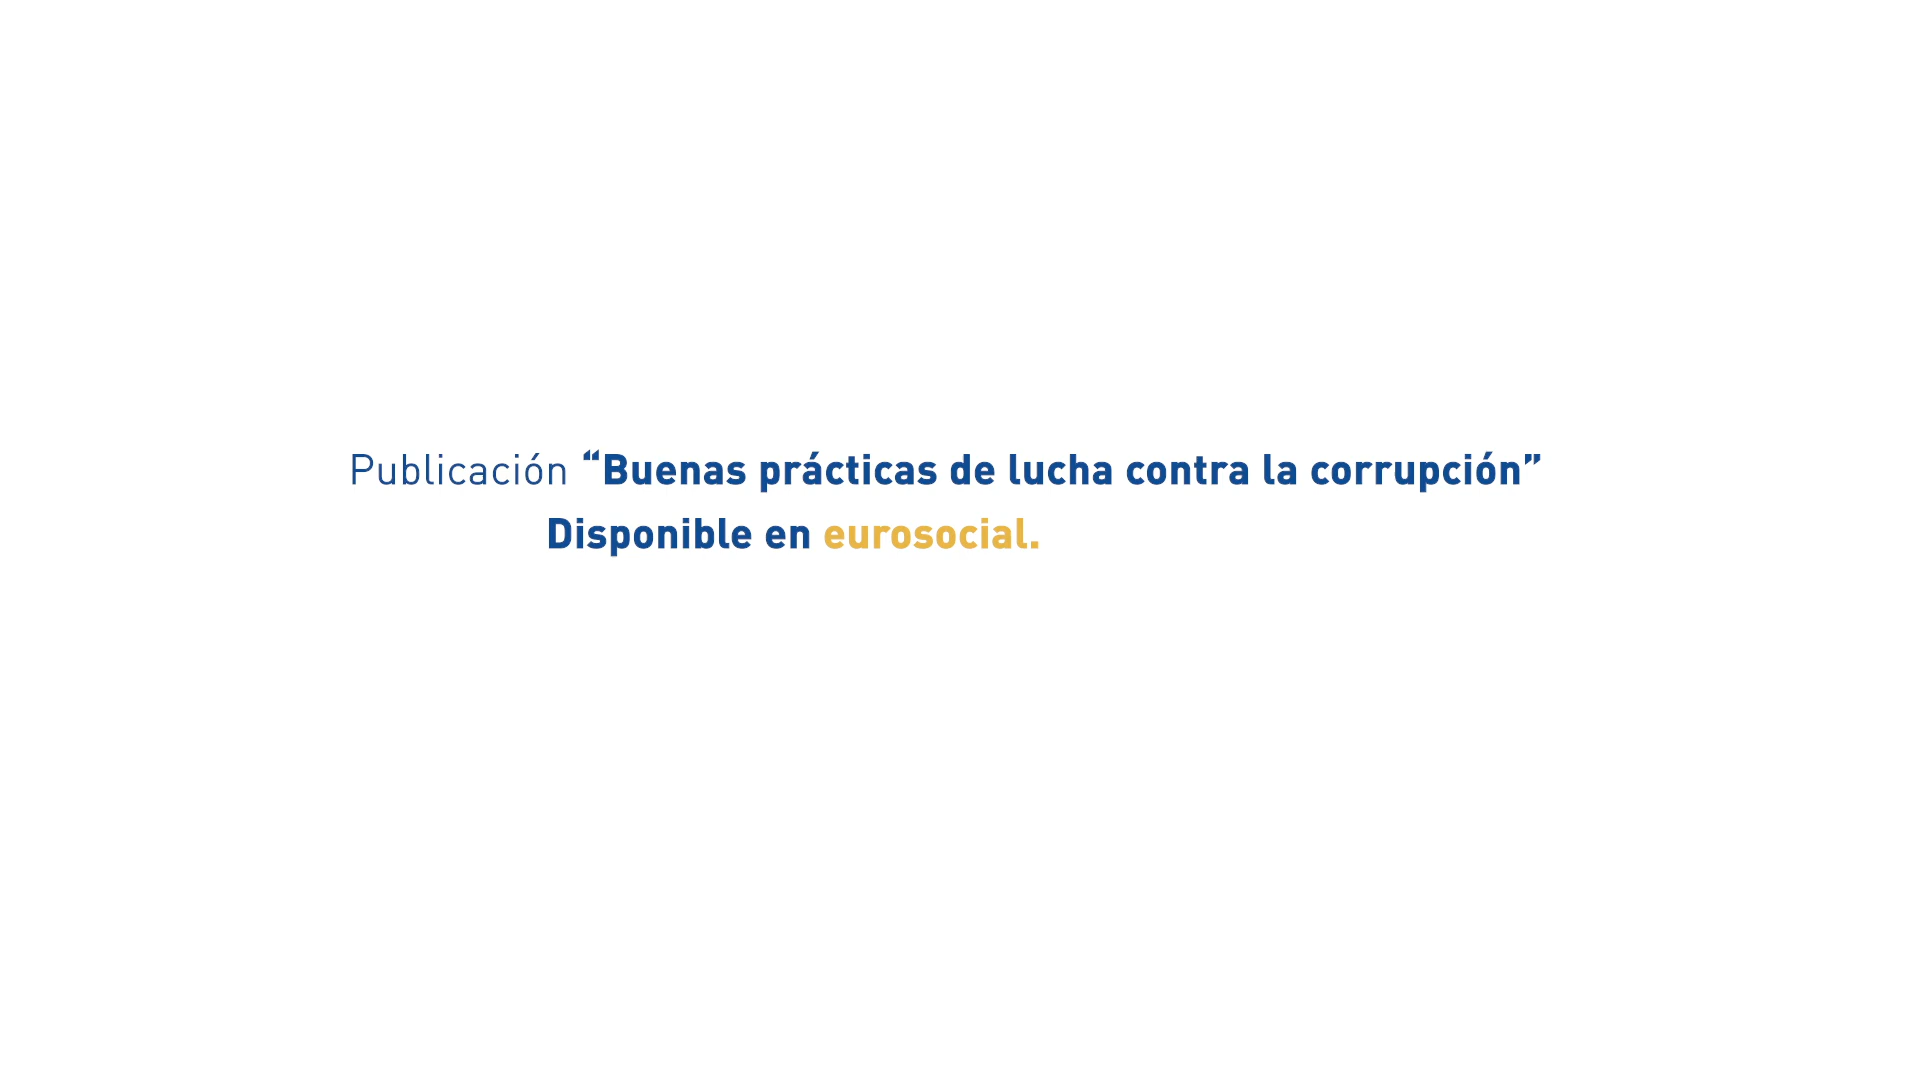 Publicación “Buenas prácticas de lucha contra la corrupción”
Disponible en eurosocial.